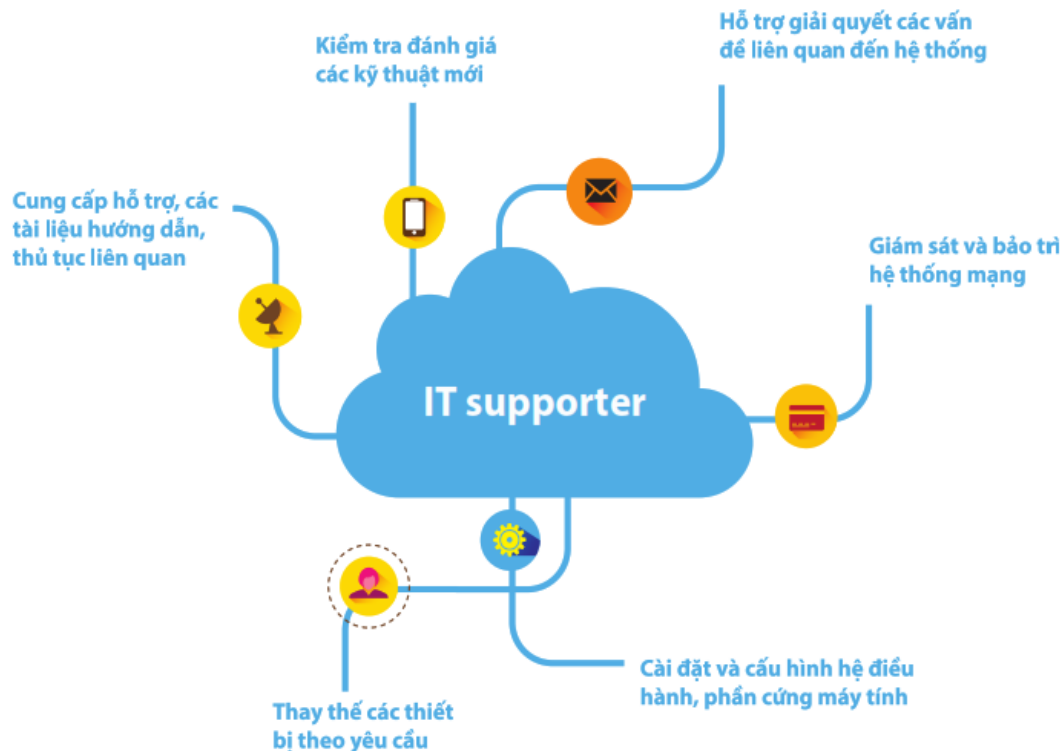 Hỗ trợ giải quyết các vấn
đề liên quan đến hệ thống
Kiểm tra đánh giá
các kỹ thuật mới
Cung cấp hỗ trợ, các
tài liệu hướng dẫn,
thủ tục liên quan
Giám sát và bảo trì
hệ thống mạng
IT supporter
Cài đặt và cấu hình hệ điều
hành, phần cứng máy tính
Thay thế các thiết
bị theo yêu cầu